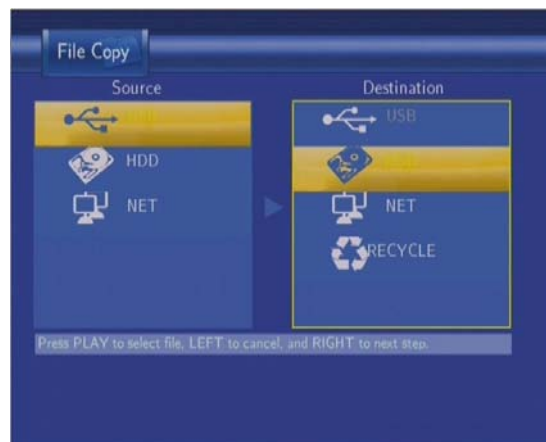 File Copy
Source
Destination
USB
HDD
NET
NET
RECYCLE
Press PLAY to select file, LEFT to cancel, and RIGHT to next step.